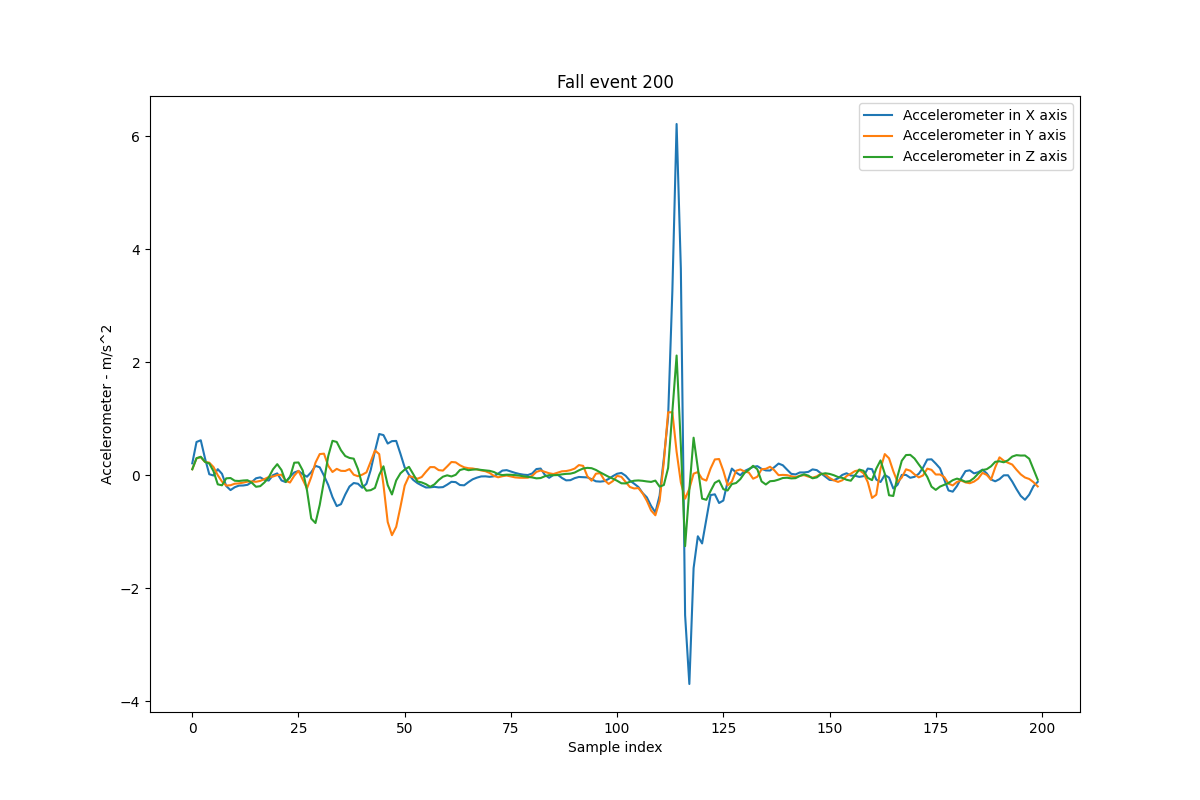 Fall event 200
Accelerometer in X axis
Accelerometer in Y axis
Accelerometer in Z axis
Accelerometer - m/s^2
6
4
2
0
−2
−4
0 25 50 75 100 125 150 175 200
Sample index